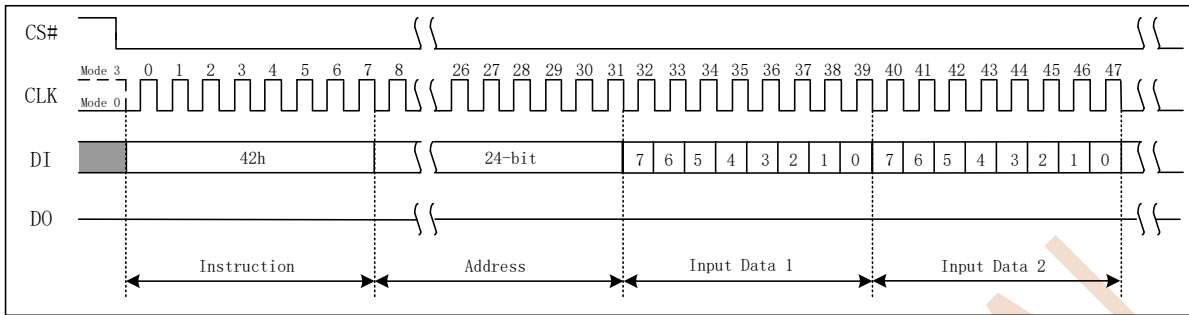 CS#
Mode 3 0 1 2 3 4 5 6 7 8 26 27 28 29 30 31 32 33 34 35 36 37 38 39 40 41 42 43 44 45 46 47
CLK
Mode 0
DI 42h 24-bit 7 6 5 4 3 2 1 0 7 6 5 4 3 2 1 0
DO
Instruction Address Input Data 1 Input Data 2